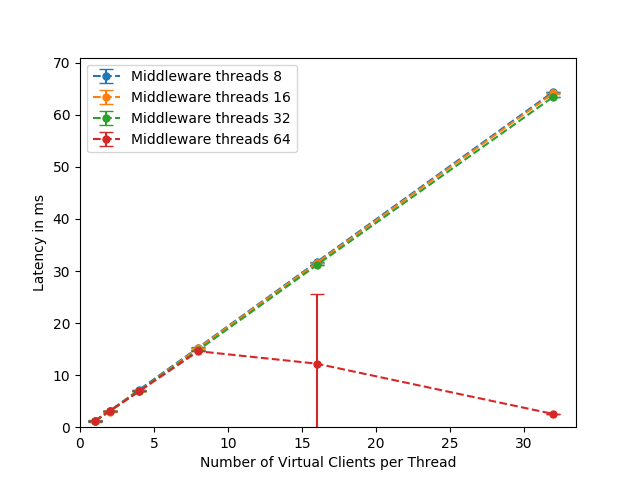 70
60
50
40
30
20
10
0
Latency in ms
Middleware threads 8
Middleware threads 16
Middleware threads 32
Middleware threads 64
0 5 10 15 20 25 30
Number of Virtual Clients per Thread